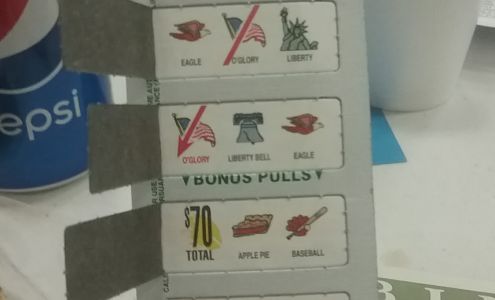 EAGLE O'GLORY LIBERTY
O'GLORY LIBERTY BELL EAGLE
▼BONUS PULLS▼
$70
TOTAL APPLE PIE BASEBALL
epsi